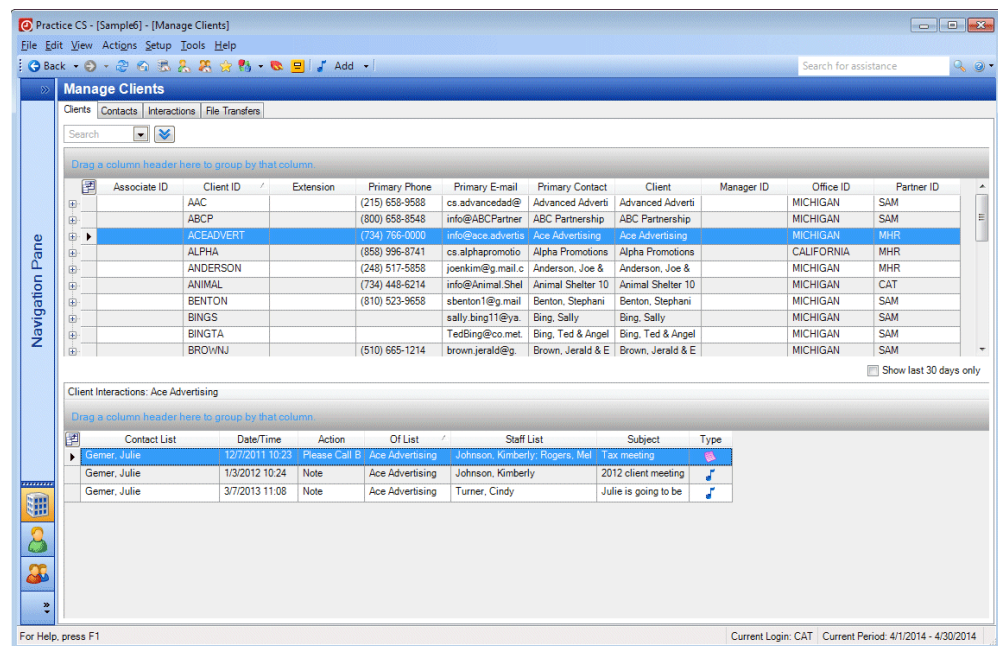 Practice CS - [Sample6] - [Manage Clients]
File Edit View Actions Setup Tools Help
Back Add Search for assistance
Manage Clients
Clients Contacts Interactions File Transfers
Search
Drag a column header here to group by that column.
Associate ID Client ID Extension Primary Phone Primary E-mail Primary Contact Client Manager ID Office ID Partner ID
AAC (215) 658-9588 cs.advancedad@ Advanced Adverti Advanced Adverti MICHIGAN SAM
ABCP (800) 658-8548 info@ABCPartner ABC Partnership ABC Partnership MICHIGAN SAM
ACEADVERT (734) 766-0000 info@ace.advertis Ace Advertising Ace Advertising MICHIGAN MHR
ALPHA (858) 996-8741 cs.alphapromotio Alpha Promotions Alpha Promotions CALIFORNIA MHR
ANDERSON (248) 517-5858 joenkim@g.mail.c Anderson, Joe & Anderson, Joe & MICHIGAN MHR
ANIMAL (734) 448-6214 info@Animal.Shel Animal Shelter 10 Animal Shelter 10 MICHIGAN CAT
BENTON (810) 523-9658 sbenton1@g.mail Benton, Stephani Benton, Stephani MICHIGAN SAM
BINGS sally.bing11@ya. Bing, Sally Bing, Sally MICHIGAN SAM
BINGTA TedBing@co.met. Bing, Ted & Angel Bing, Ted & Angel MICHIGAN SAM
BROWNJ (510) 665-1214 brown.jerald@g. Brown, Jerald & E Brown, Jerald & E MICHIGAN SAM
Navigation Pane
Show last 30 days only
Client Interactions: Ace Advertising
Drag a column header here to group by that column.
Contact List Date/Time Action Of List Staff List Subject Type
Gemer, Julie 12/7/2011 10:23 Please Call B Ace Advertising Johnson, Kimberly; Rogers, Mel Tax meeting
Gemer, Julie 1/3/2012 10:24 Note Ace Advertising Johnson, Kimberly 2012 client meeting
Gemer, Julie 3/7/2013 11:08 Note Ace Advertising Turner, Cindy Julie is going to be
For Help, press F1 Current Login: CAT Current Period: 4/1/2014 - 4/30/2014